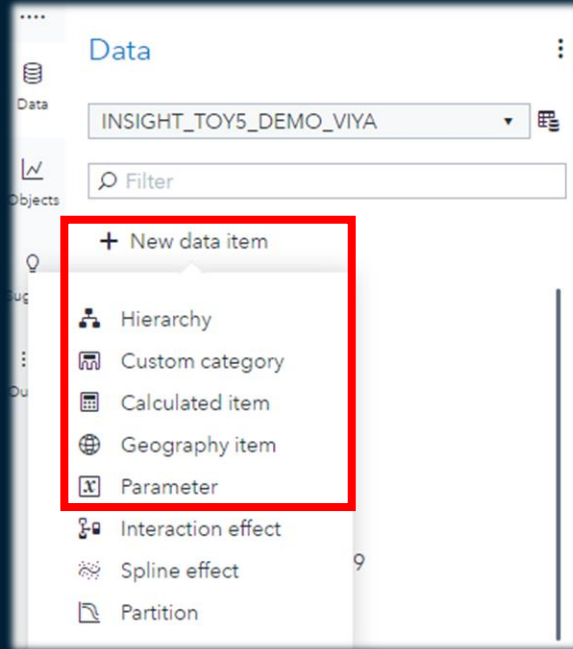 Data
Data
INSIGHT_TOY5_DEMO_VIYA
Filter
Objects
+ New data item
Hierarchy
Custom category
Calculated item
Geography item
Parameter
Interaction effect
Spline effect
9
Partition